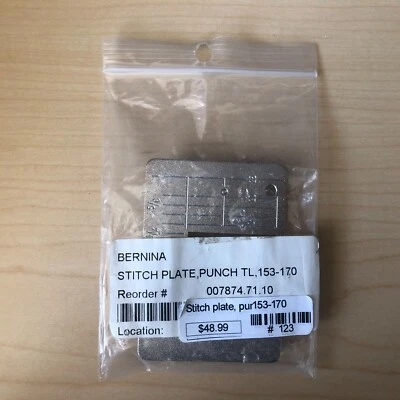 BERNINA
STITCH PLATE,PUNCH TL,153-170
Reorder # 007874.71.10
Stitch plate, pur153-170
Location:
$48.99
# 123